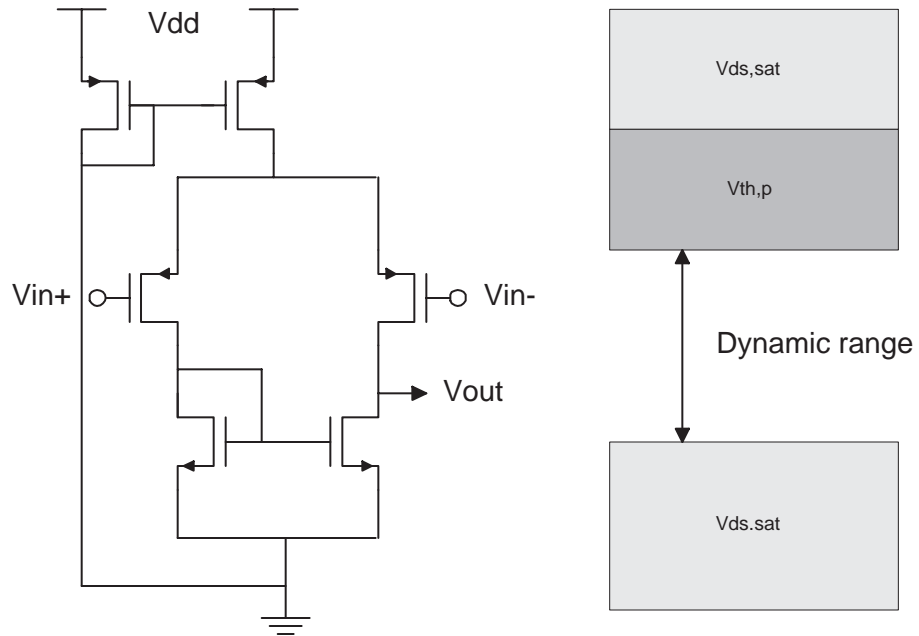 Vdd
Vin+
Vin-
Vout
Vds,sat
Vth,p
Dynamic range
Vds.sat